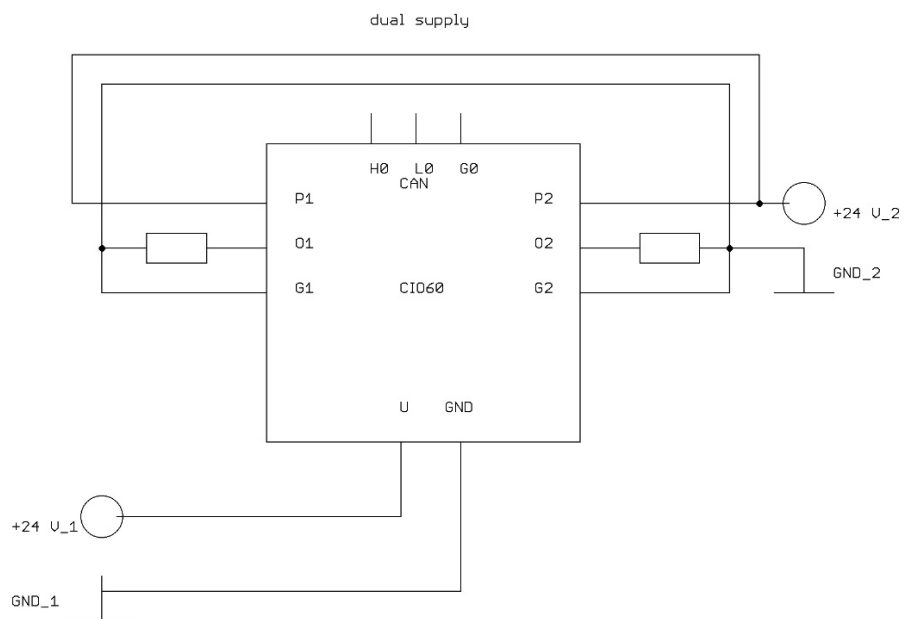 dual supply
H0 L0 G0
CAN
P1 P2
+24 V_2
O1 O2
GND_2
G1 CIO60 G2
U GND
+24 V_1
GND_1